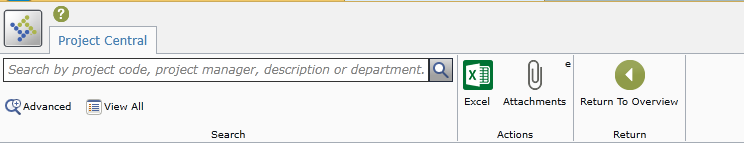 ?
Project Central
Search by project code, project manager, description or department.
e
Advanced
View All
Excel
Attachments
Return To Overview
Search
Actions
Return